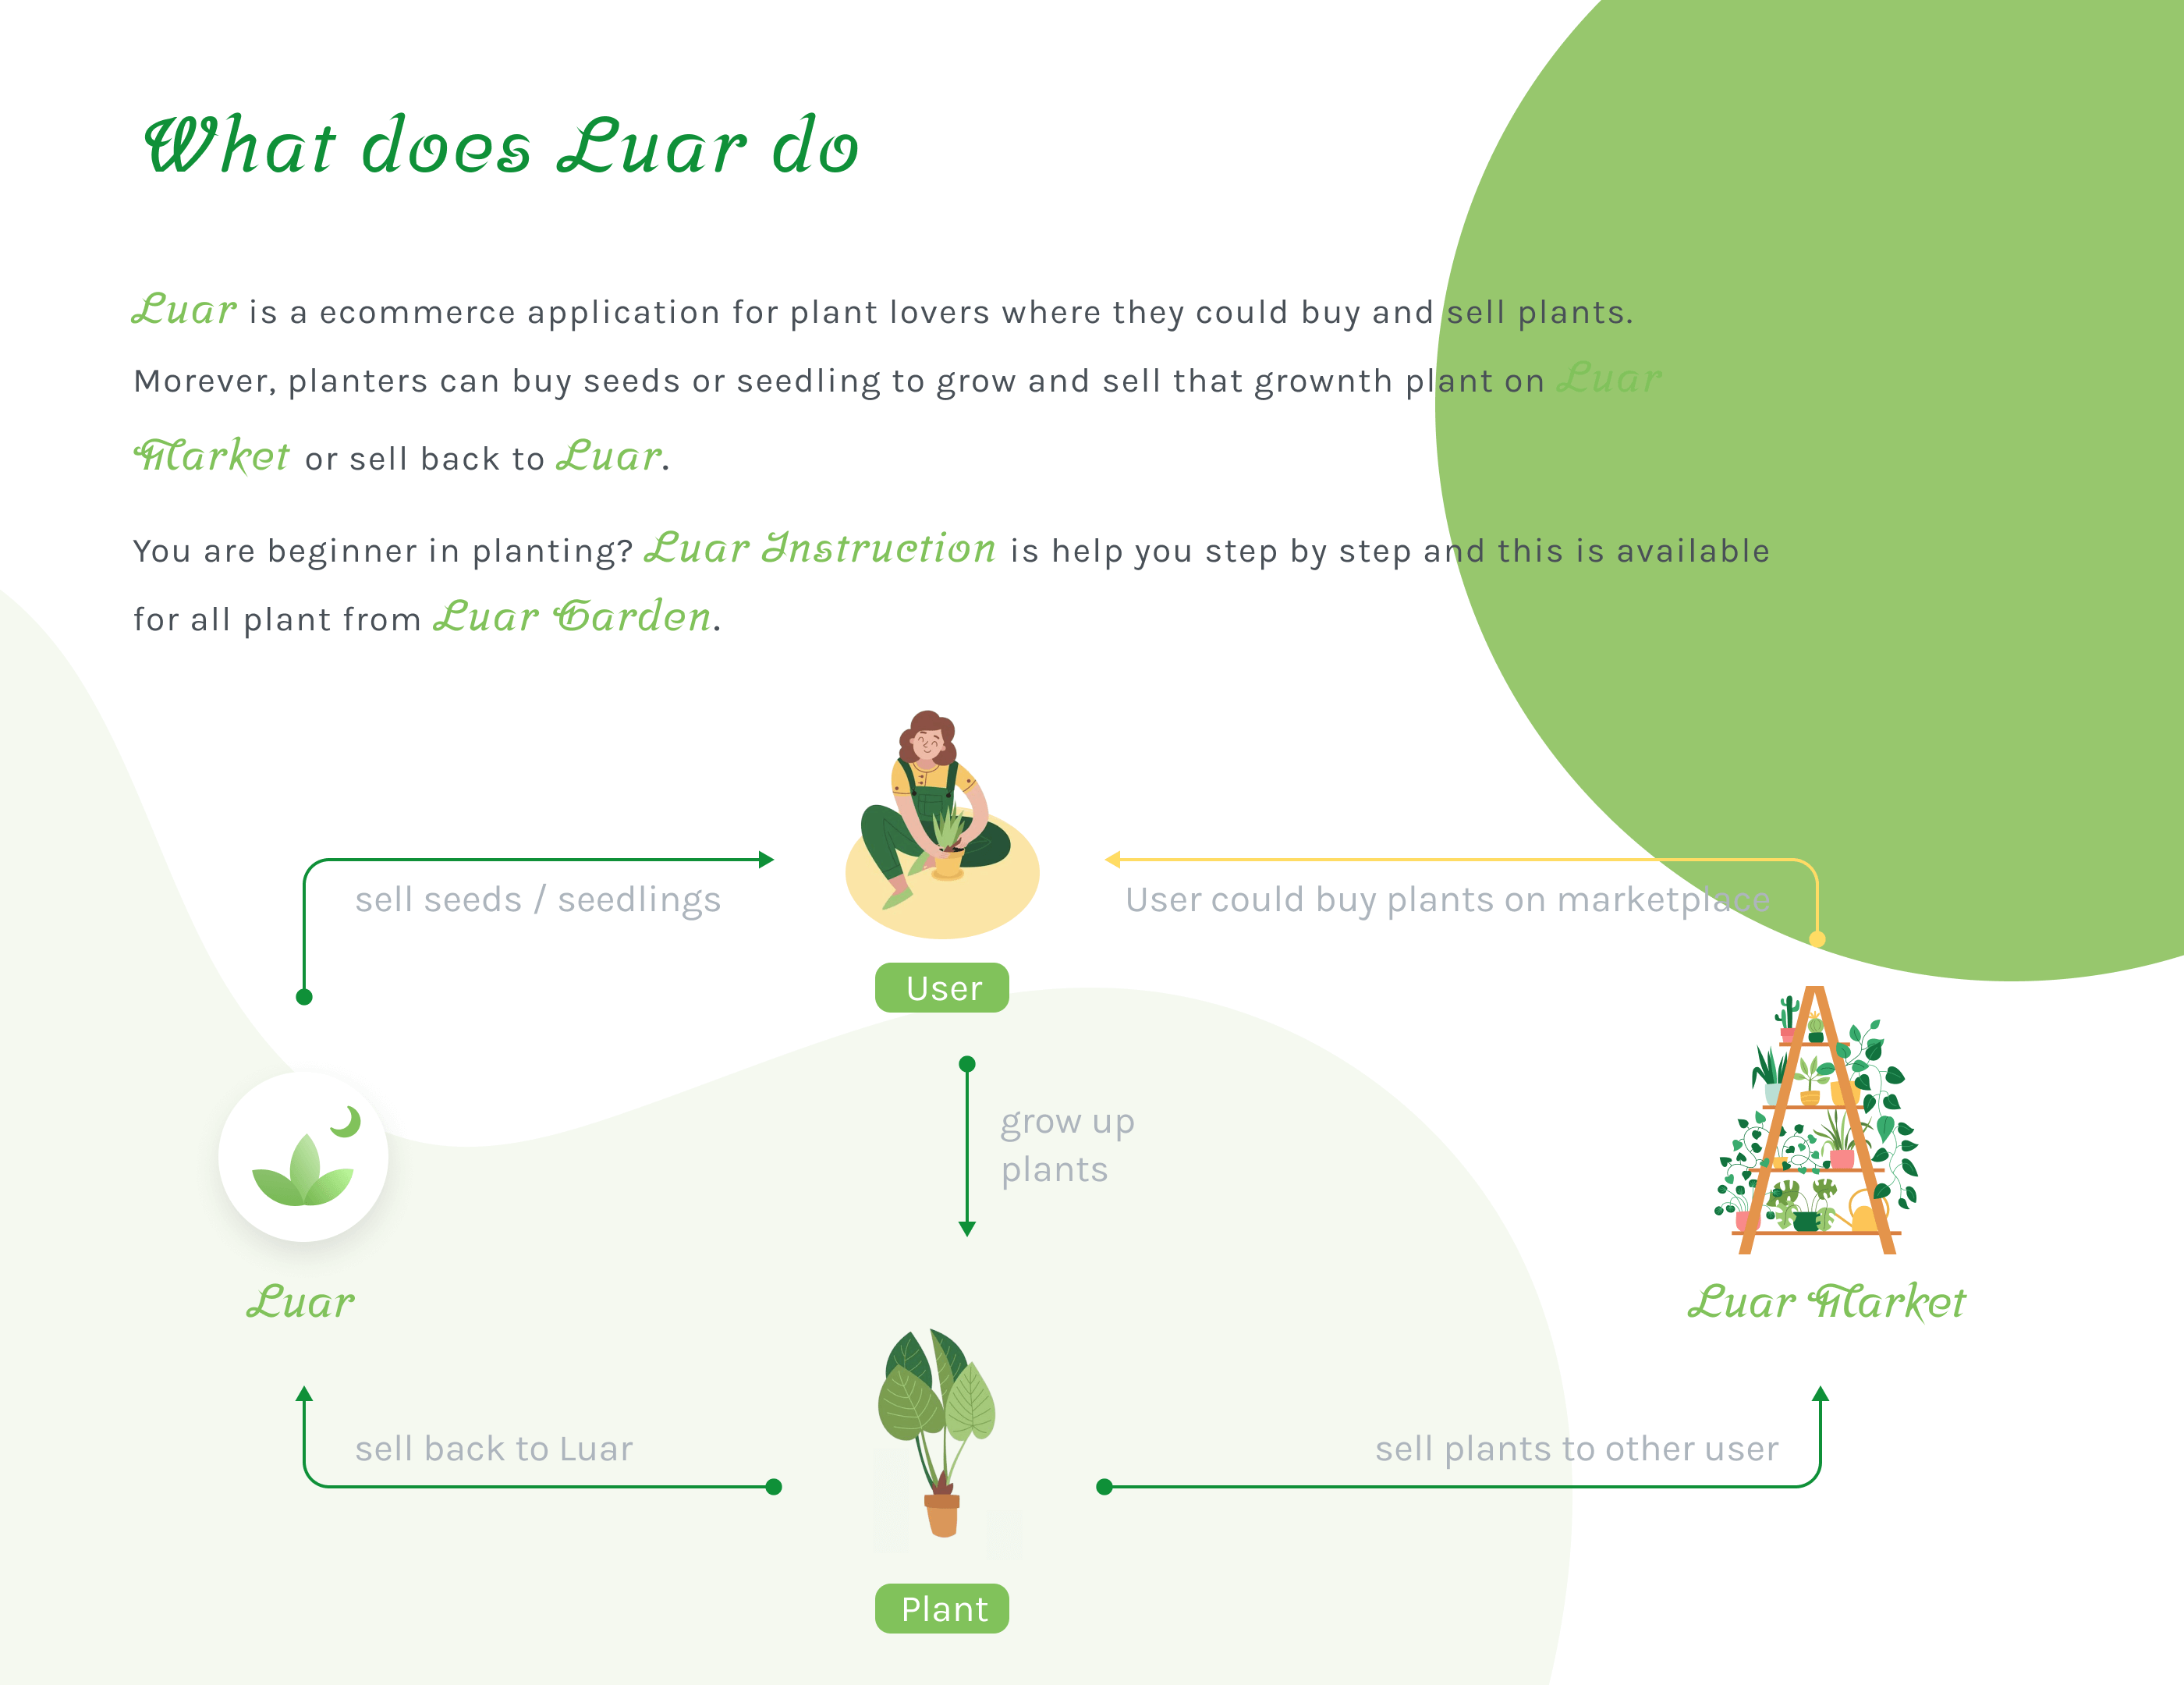 What does Luar do
Luar is a ecommerce application for plant lovers where they could buy and sell plants.
Morever, planters can buy seeds or seedling to grow and sell that grownth plant on Luar
Market or sell back to Luar.
You are beginner in planting? Luar Instruction is help you step by step and this is available
for all plant from Luar Garden.
sell seeds / seedlings
User could buy plants on marketplace
User
grow up
plants
Luar
Luar Market
sell back to Luar
sell plants to other user
Plant